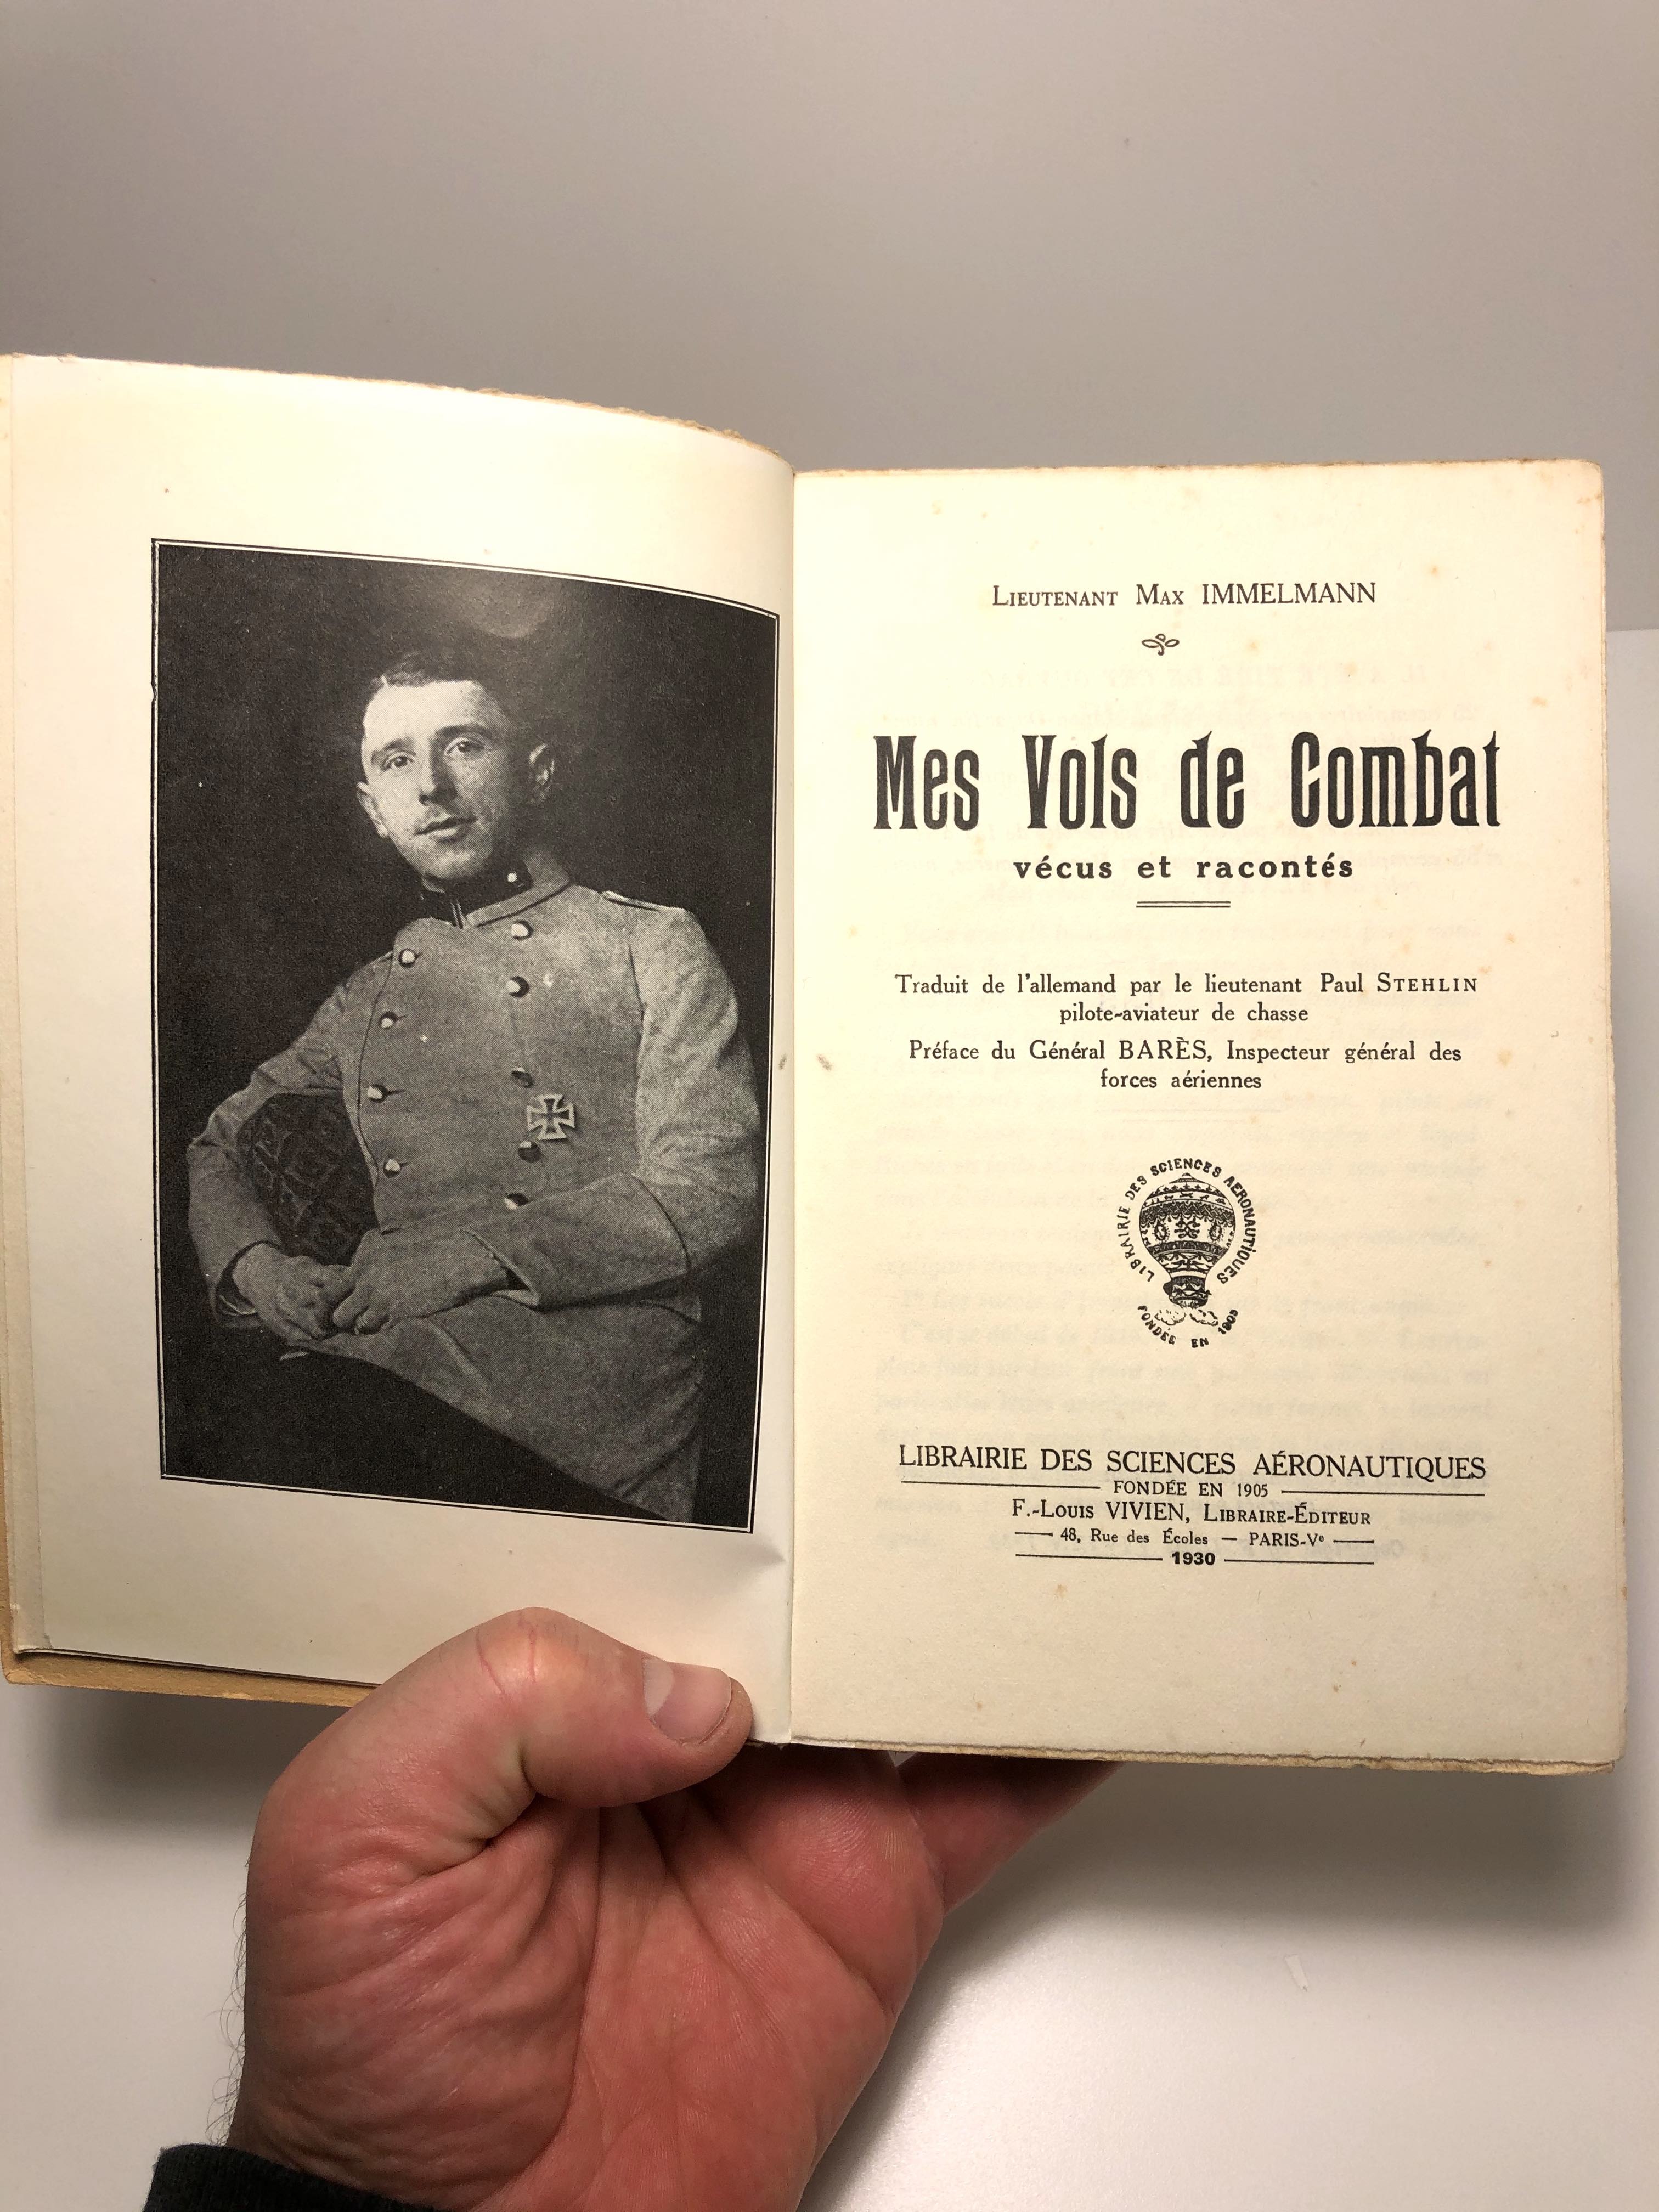 Lieutenant Max IMMELMANN
Mes Vols de Combat
vécus et racontés
Traduit de l'allemand par le lieutenant Paul STEHLIN
pilote-aviateur de chasse
Préface du Général BARÈS, Inspecteur général des
forces aériennes
LIBRAIRIE DES SCIENCES AERONAUTIQUES
FONDÉE EN 1905
LIBRAIRIE DES SCIENCES AÉRONAUTIQUES
FONDÉE EN 1905
F.-Louis VIVIEN, Libraire-Éditeur
48, Rue des Écoles — PARIS-Ve
1930